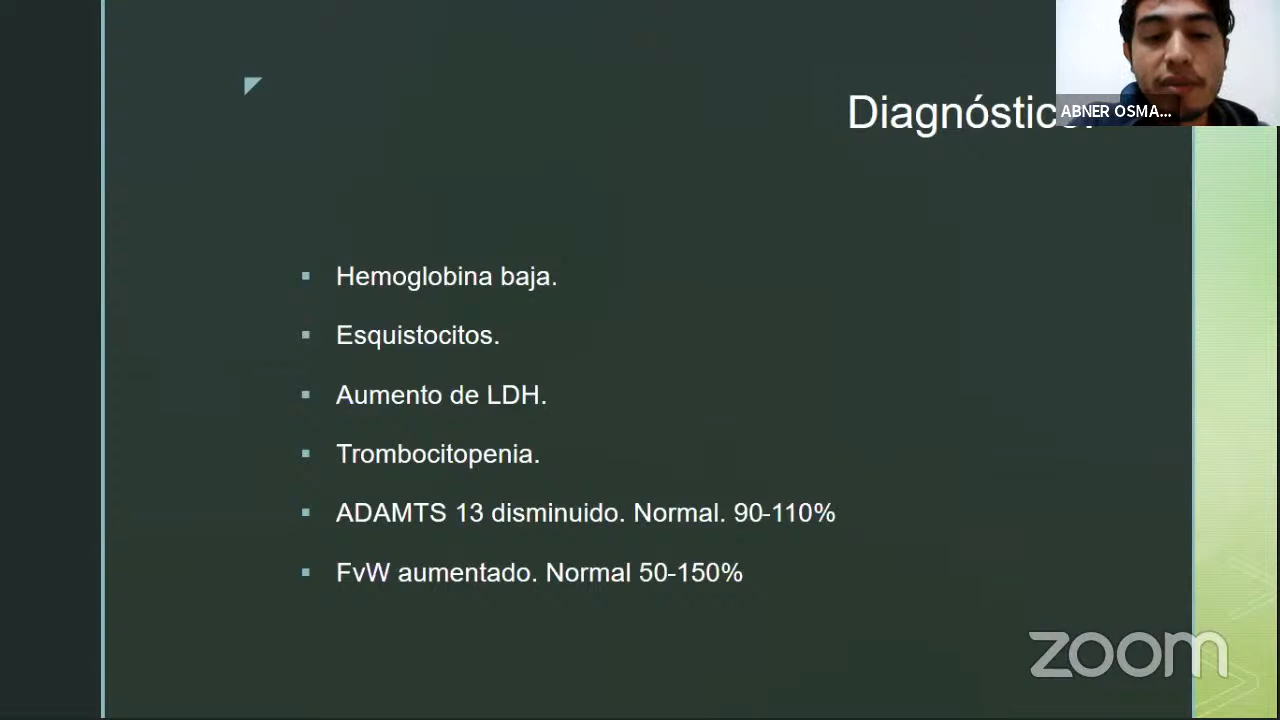 Diagnóstico.
ABNER OSMA...
Hemoglobina baja.
Esquistocitos.
Aumento de LDH.
Trombocitopenia.
ADAMTS 13 disminuido. Normal. 90-110%
FvW aumentado. Normal 50-150%
zoom